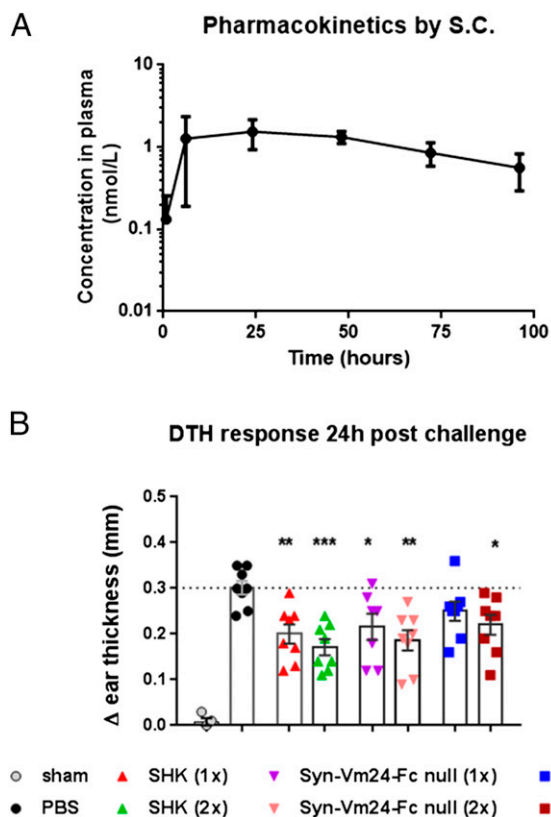 A
Pharmacokinetics by S.C.
Concentration in plasma
(nmol/L)
10
1
0.1
0.01
0 25 50 75 100
Time (hours)
B
DTH response 24h post challenge
Δ ear thickness (mm)
0.5
0.4
0.3
0.2
0.1
0.0
** *** * ** *
sham SHK (1x) Syn-Vm24-Fc null (1x)
PBS SHK (2x) Syn-Vm24-Fc null (2x)